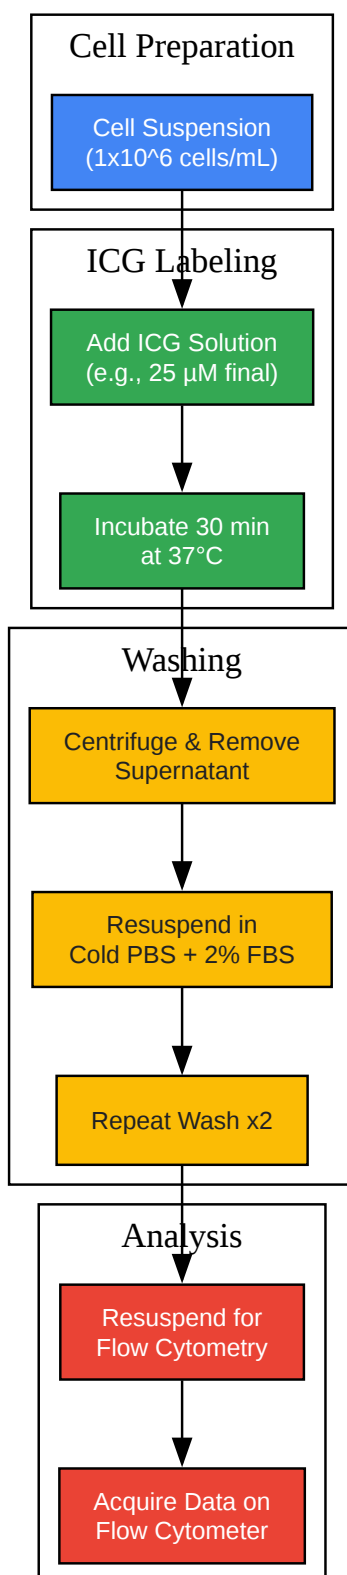 Cell Preparation
Cell Suspension
(1x10^6 cells/mL)
ICG Labeling
Add ICG Solution
(e.g., 25 µM final)
Incubate 30 min
at 37°C
Washing
Centrifuge & Remove
Supernatant
Resuspend in
Cold PBS + 2% FBS
Repeat Wash x2
Analysis
Resuspend for
Flow Cytometry
Acquire Data on
Flow Cytometer